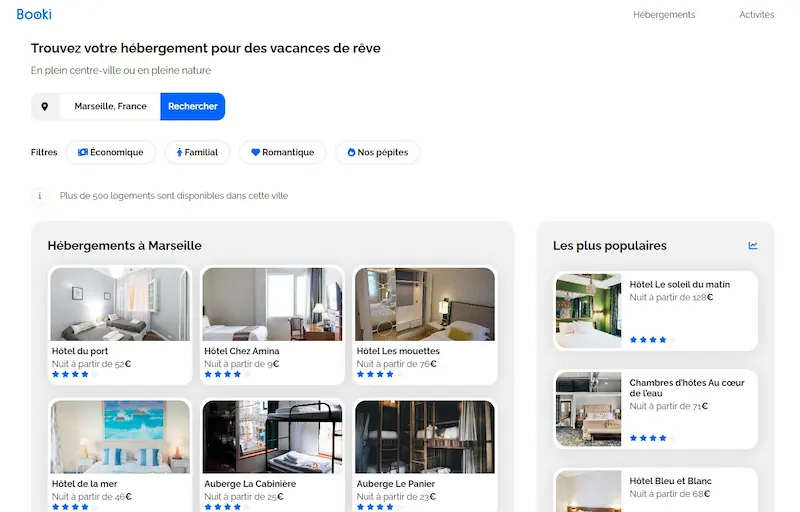 Booki
Hébergements
Activités
Trouvez votre hébergement pour des vacances de rêve
En plein centre-ville ou en pleine nature
Marseille, France
Rechercher
Filtres
Économique
Familial
Romantique
Nos pépites
Plus de 500 logements sont disponibles dans cette ville
Hébergements à Marseille
Hôtel du port
Nuit à partir de 52€
Hôtel Chez Amina
Nuit à partir de 9€
Hôtel Les mouettes
Nuit à partir de 76€
Hôtel de la mer
Nuit à partir de 46€
Auberge La Cabinière
Nuit à partir de 25€
Auberge Le Panier
Nuit à partir de 23€
Les plus populaires
Hôtel Le soleil du matin
Nuit à partir de 128€
Chambres d'hôtes Au cœur
de l'eau
Nuit à partir de 71€
Hôtel Bleu et Blanc
Nuit à partir de 68€